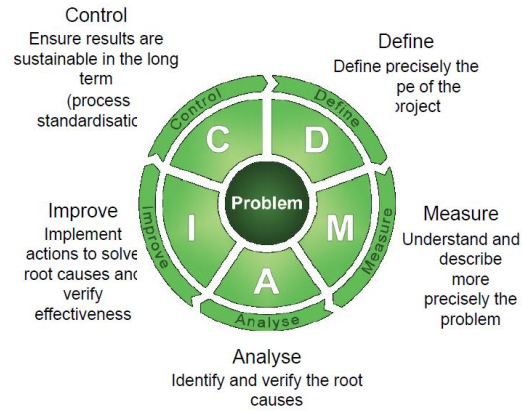 Control
Ensure results are
sustainable in the long
term
(process
standardisatic
Define
Define precisely the
pe of the
roject
Control
Define
C
D
Problem
I
M
A
Improve
Measure
Analyse
Improve
Implement
actions to solve
root causes and
verify
effectiveness
Measure
Understand and
describe
more
precisely the
problem
Analyse
Identify and verify the root
causes